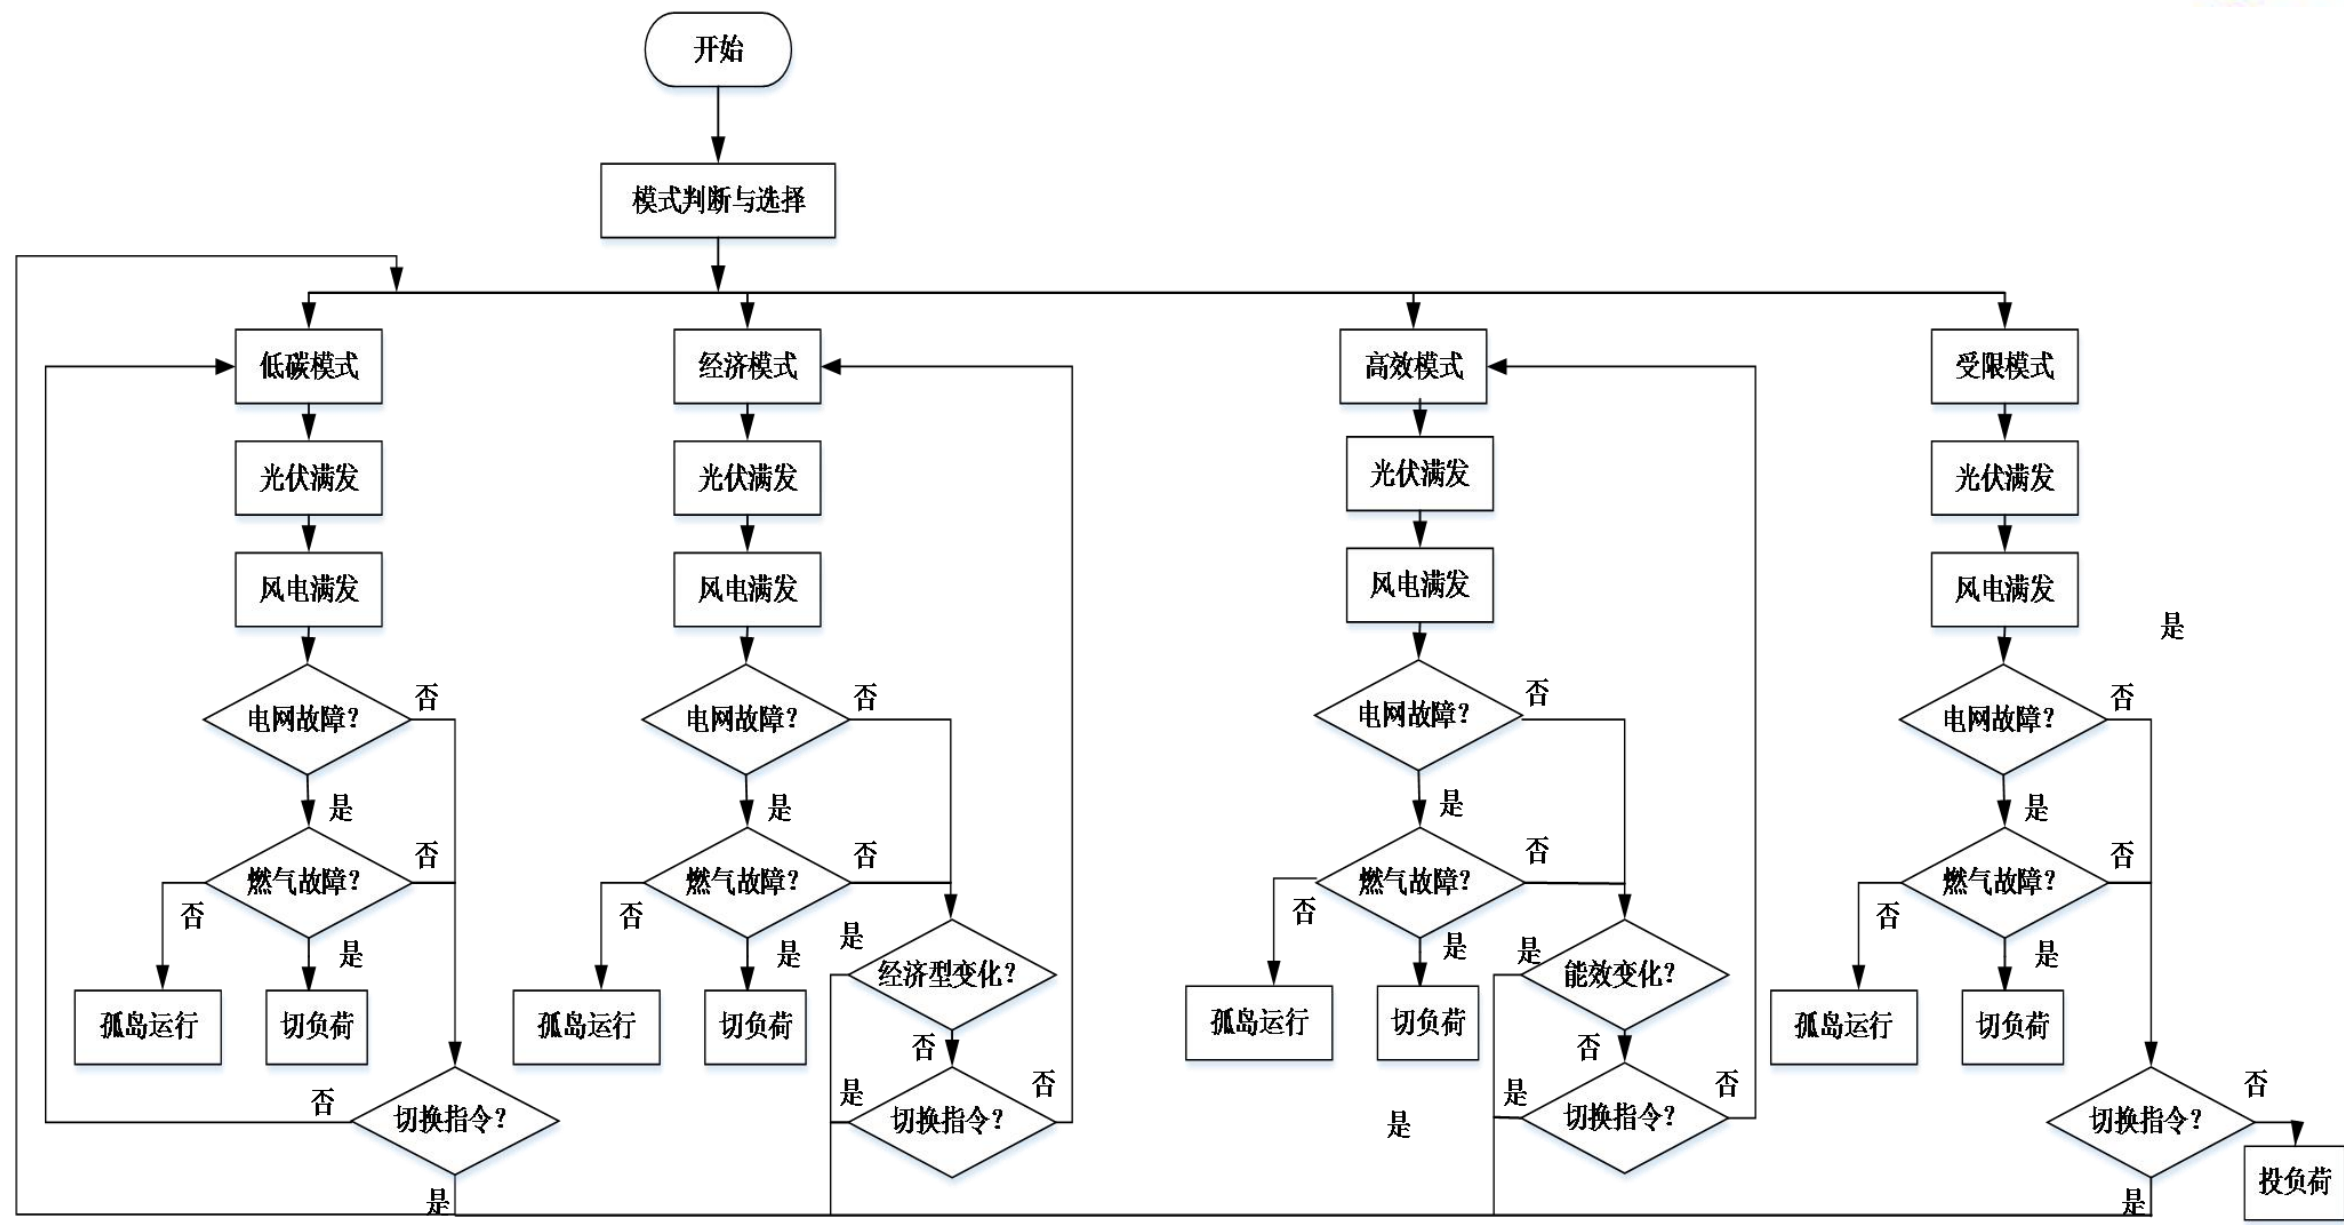 开始
模式判断与选择
低碳模式
经济模式
高效模式
受限模式
光伏满发
光伏满发
光伏满发
光伏满发
风电满发
风电满发
风电满发
风电满发
是
电网故障?
否
电网故障?
否
电网故障?
否
电网故障?
否
是
是
是
是
燃气故障?
否
燃气故障?
否
燃气故障?
否
燃气故障?
否
否
是
否
是
是
否
是
是
否
是
经济型变化?
能效变化?
孤岛运行
切负荷
孤岛运行
切负荷
孤岛运行
切负荷
孤岛运行
切负荷
否
否
否
切换指令?
是
切换指令?
否
是
是
切换指令?
否
切换指令?
否
投负荷
是
是